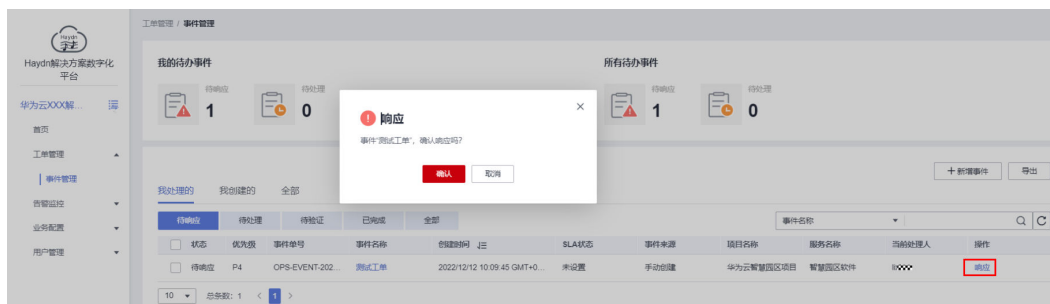 工单管理 / 事件管理
Haydn
解决
Haydn解决方案数字化
平台
华为云XXX解...
首页
工单管理
事件管理
告警监控
业务配置
用户管理
我的待办事件
待响应
1
待处理
0
所有待办事件
待响应
1
待处理
0
响应
事件"测试工单"，确认响应吗?
确认 取消
+ 新增事件 导出
我处理的 我创建的 全部
待响应 待处理 待验证 已完成 全部 事件名称
状态 优先级 事件单号 事件名称 创建时间 SLA状态 事件来源 项目名称 服务名称 当前处理人 操作
待响应 P4 OPS-EVENT-202... 测试工单 2022/12/12 10:09:45 GMT+0... 未设置 手动创建 华为云智慧园区项目 智慧园区软件 响应
10 总条数: 1 < 1 >